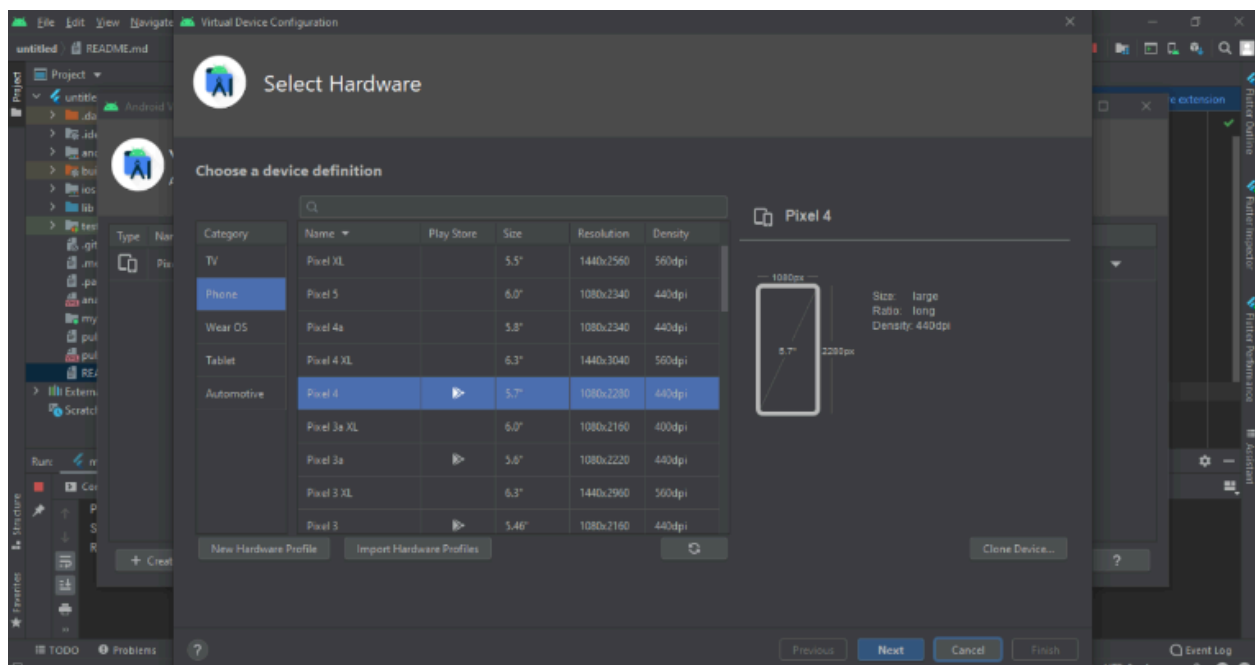 File Edit View Navigate
Virtual Device Configuration
untitled
README.md
Select Hardware
Project
Choose a device definition
Category
TV
Phone
Wear OS
Tablet
Automotive
Name Play Store Size Resolution Density
Pixel XL 5.5" 1440x2560 560dpi
Pixel 5 6.0" 1080x2340 440dpi
Pixel 4a 5.8" 1080x2340 440dpi
Pixel 4 XL 6.3" 1440x3040 560dpi
Pixel 4 5.7" 1080x2280 440dpi
Pixel 3a XL 6.0" 1080x2160 400dpi
Pixel 3a 5.6" 1080x2220 440dpi
Pixel 3 XL 6.3" 1440x2960 560dpi
Pixel 3 5.46" 1080x2160 440dpi
Pixel 4
1080px
5.7"
2280px
Size: large
Ratio: long
Density: 440dpi
New Hardware Profile
Import Hardware Profiles
Clone Device...
?
Previous
Next
Cancel
Finish
Project
ios
lib
Type
Run:
Structure
Favorites
TODO
Problems
Event Log
extension
Flutter Outline
Flutter Inspector
Flutter Performance
Assistant
?